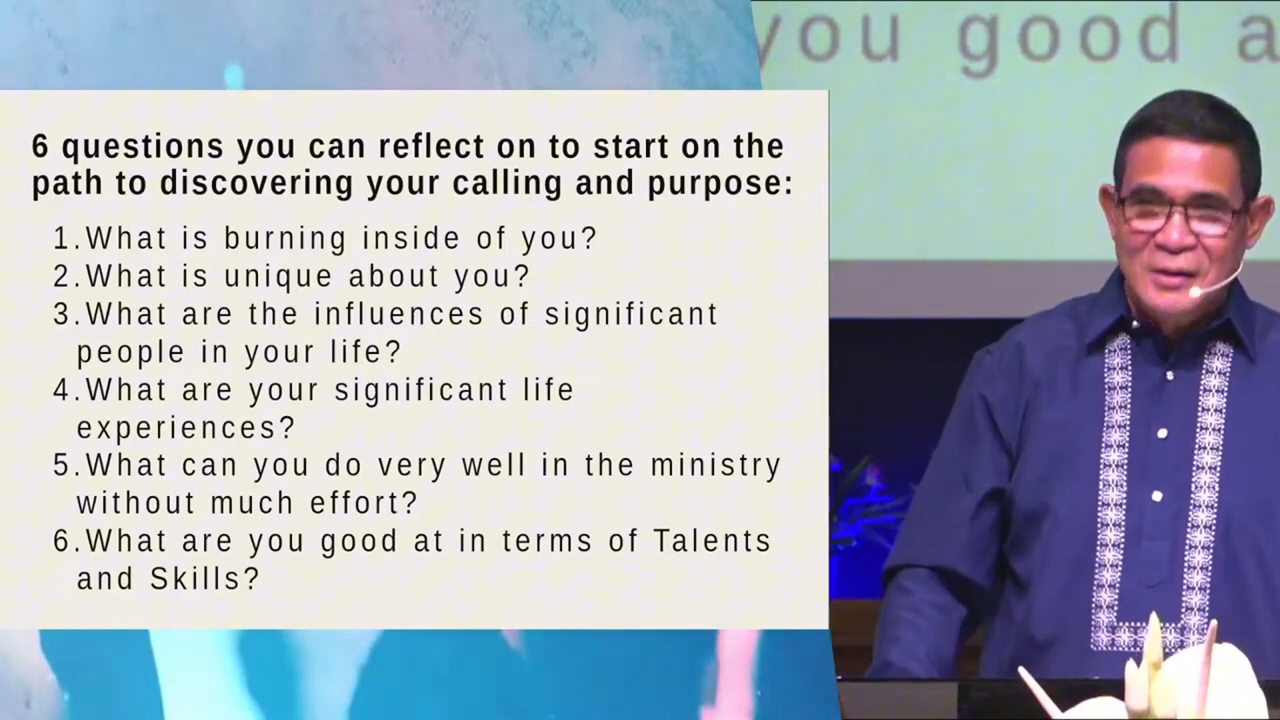 you good a
6 questions you can reflect on to start on the
path to discovering your calling and purpose:
1.What is burning inside of you?
2.What is unique about you?
3.What are the influences of significant
people in your life?
4.What are your significant life
experiences?
5.What can you do very well in the ministry
without much effort?
6.What are you good at in terms of Talents
and Skills?